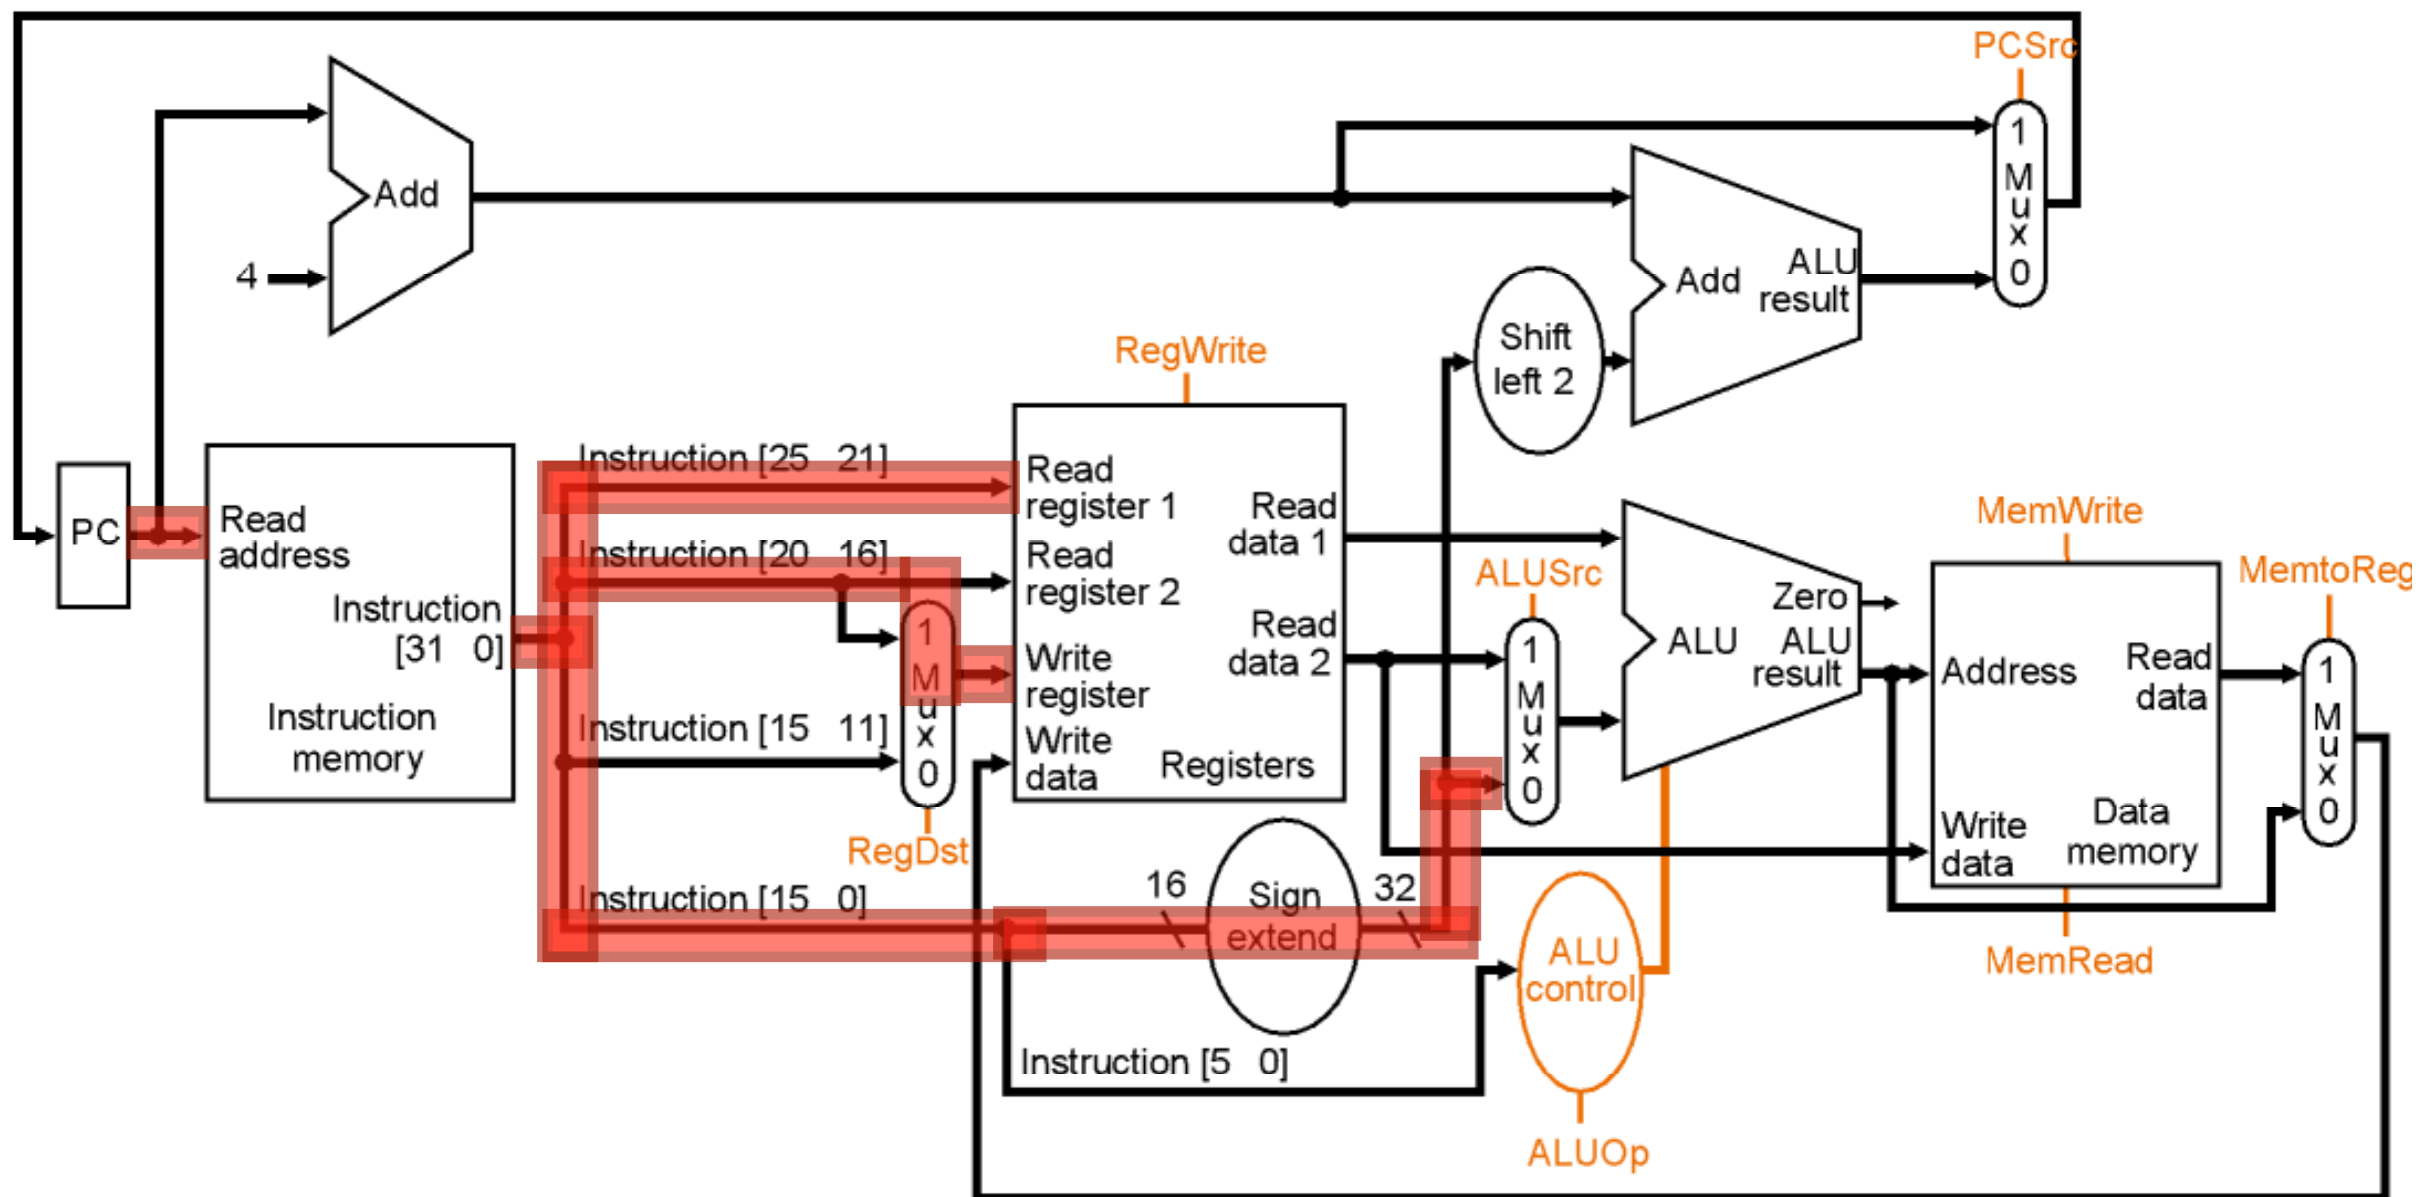 PCSrc
1
M
u
x
0
Add
4
Add
ALU
result
Shift
left 2
RegWrite
PC
Read
address
Instruction
[31 0]
Instruction
memory
Instruction [25 21]
Instruction [20 16]
Instruction [15 11]
Instruction [15 0]
Instruction [5 0]
1
M
u
x
0
RegDst
Read
register 1
Read
register 2
Write
register
Write
data
Read
data 1
Read
data 2
Registers
16
Sign
extend
32
ALUSrc
1
M
u
x
0
Zero
ALU
ALU
result
ALU
control
ALUOp
MemWrite
Address
Read
data
Write
data
Data
memory
MemRead
MemtoReg
1
M
u
x
0